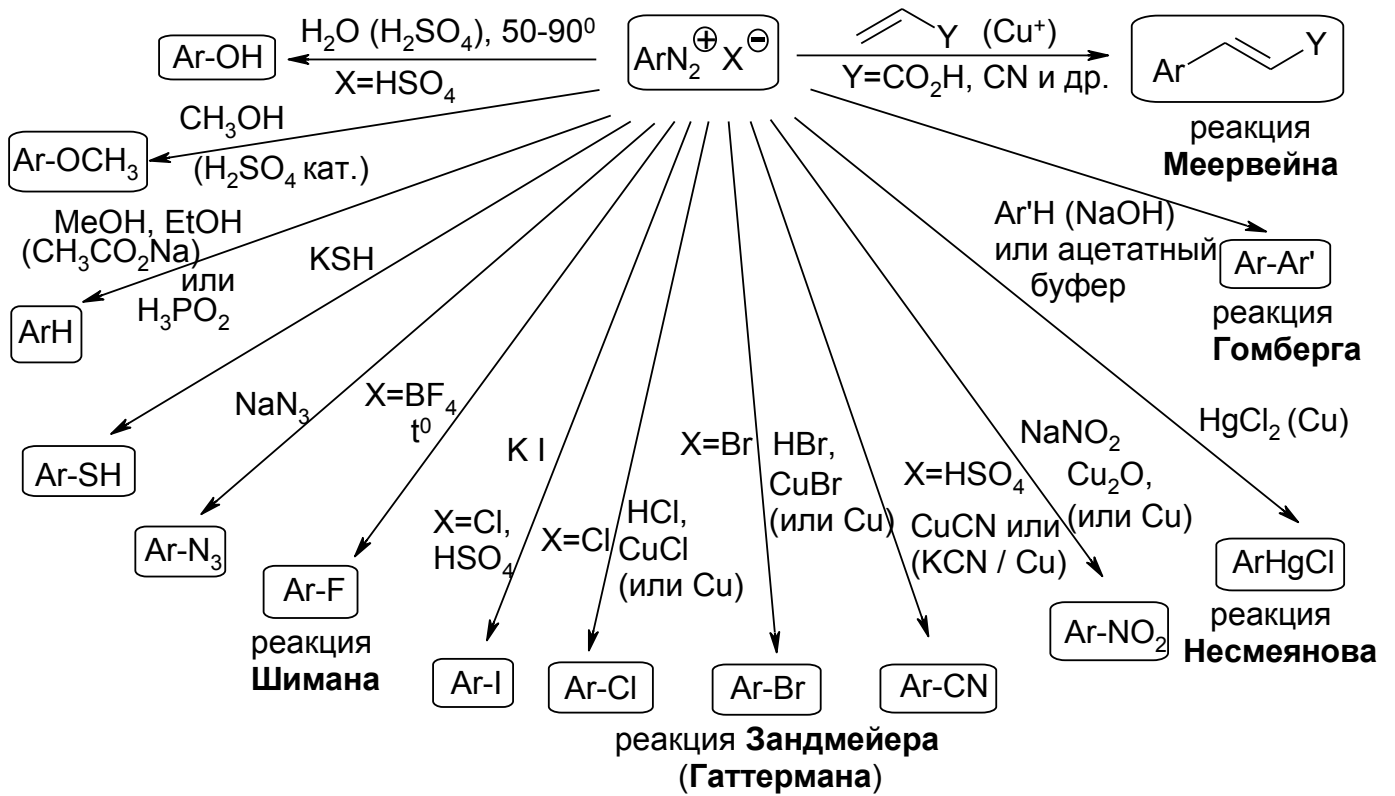 H₂O (H₂SO₄), 50-90⁰
X=HSO₄
Ar-OH
ArN₂⊕ X⊖
Y (Cu⁺)
Y=CO₂H, CN и др.
Ar Y
реакция
Меервейна
CH₃OH
(H₂SO₄ кат.)
Ar-OCH₃
MeOH, EtOH
(CH₃CO₂Na)
или
H₃PO₂
ArH
KSH
Ar-SH
NaN₃
Ar-N₃
X=BF₄
t⁰
Ar-F
реакция
Шимана
K I
X=Cl,
HSO₄
Ar-I
X=Cl
HCl,
CuCl
(или Cu)
Ar-Cl
X=Br
HBr,
CuBr
(или Cu)
Ar-Br
X=HSO₄
CuCN или
(KCN / Cu)
Ar-CN
реакция Зандмейера
(Гаттермана)
NaNO₂
Cu₂O,
(или Cu)
Ar-NO₂
HgCl₂ (Cu)
ArHgCl
реакция
Несмеянова
Ar'H (NaOH)
или ацетатный
буфер
Ar-Ar'
реакция
Гомберга